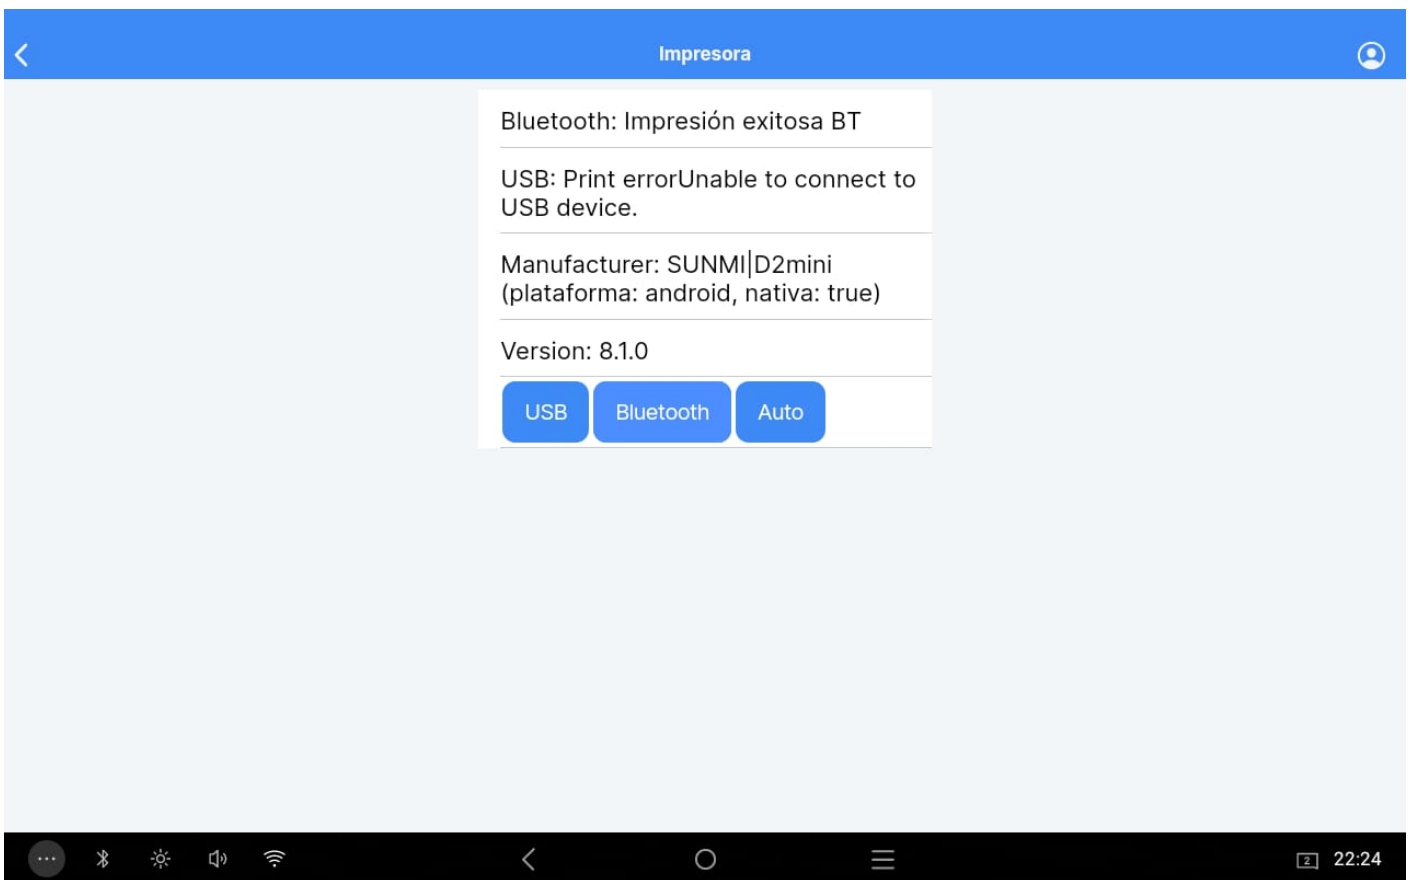 Impresora
Bluetooth: Impresión exitosa BT
USB: Print errorUnable to connect to
USB device.
Manufacturer: SUNMI|D2mini
(plataforma: android, nativa: true)
Version: 8.1.0
USB Bluetooth Auto
2 22:24